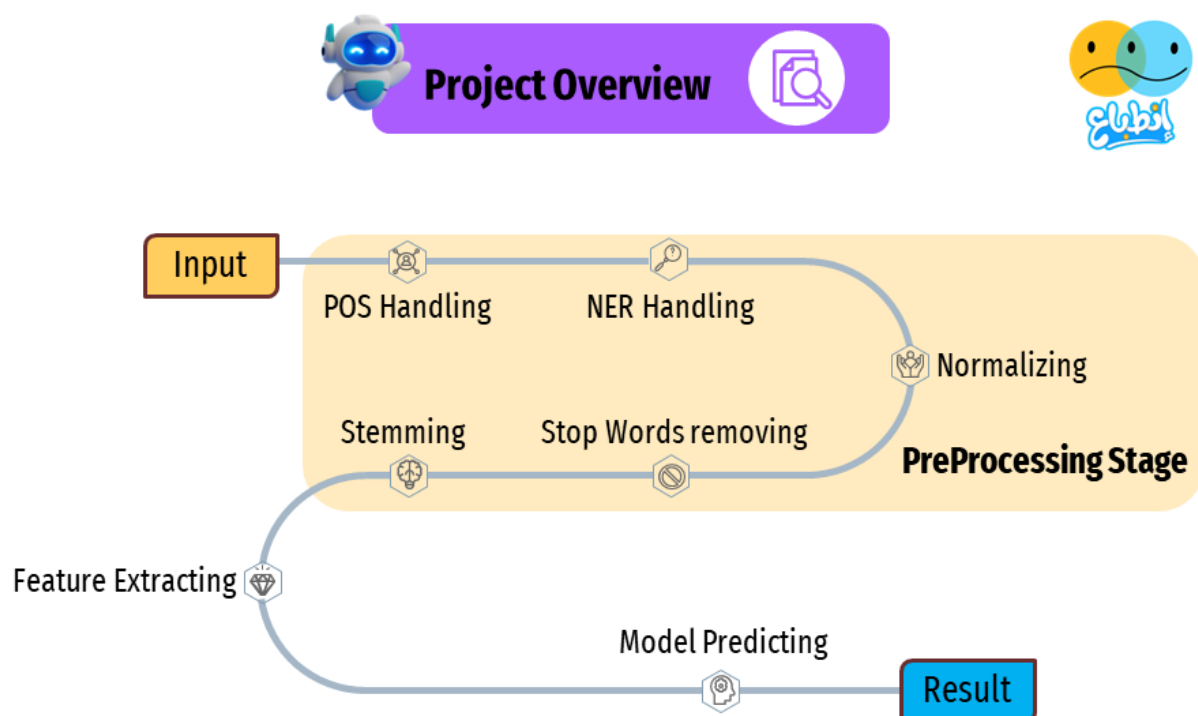 Project Overview
إنطباع
Input
POS Handling
NER Handling
Normalizing
Stemming
Stop Words removing
PreProcessing Stage
Feature Extracting
Model Predicting
Result